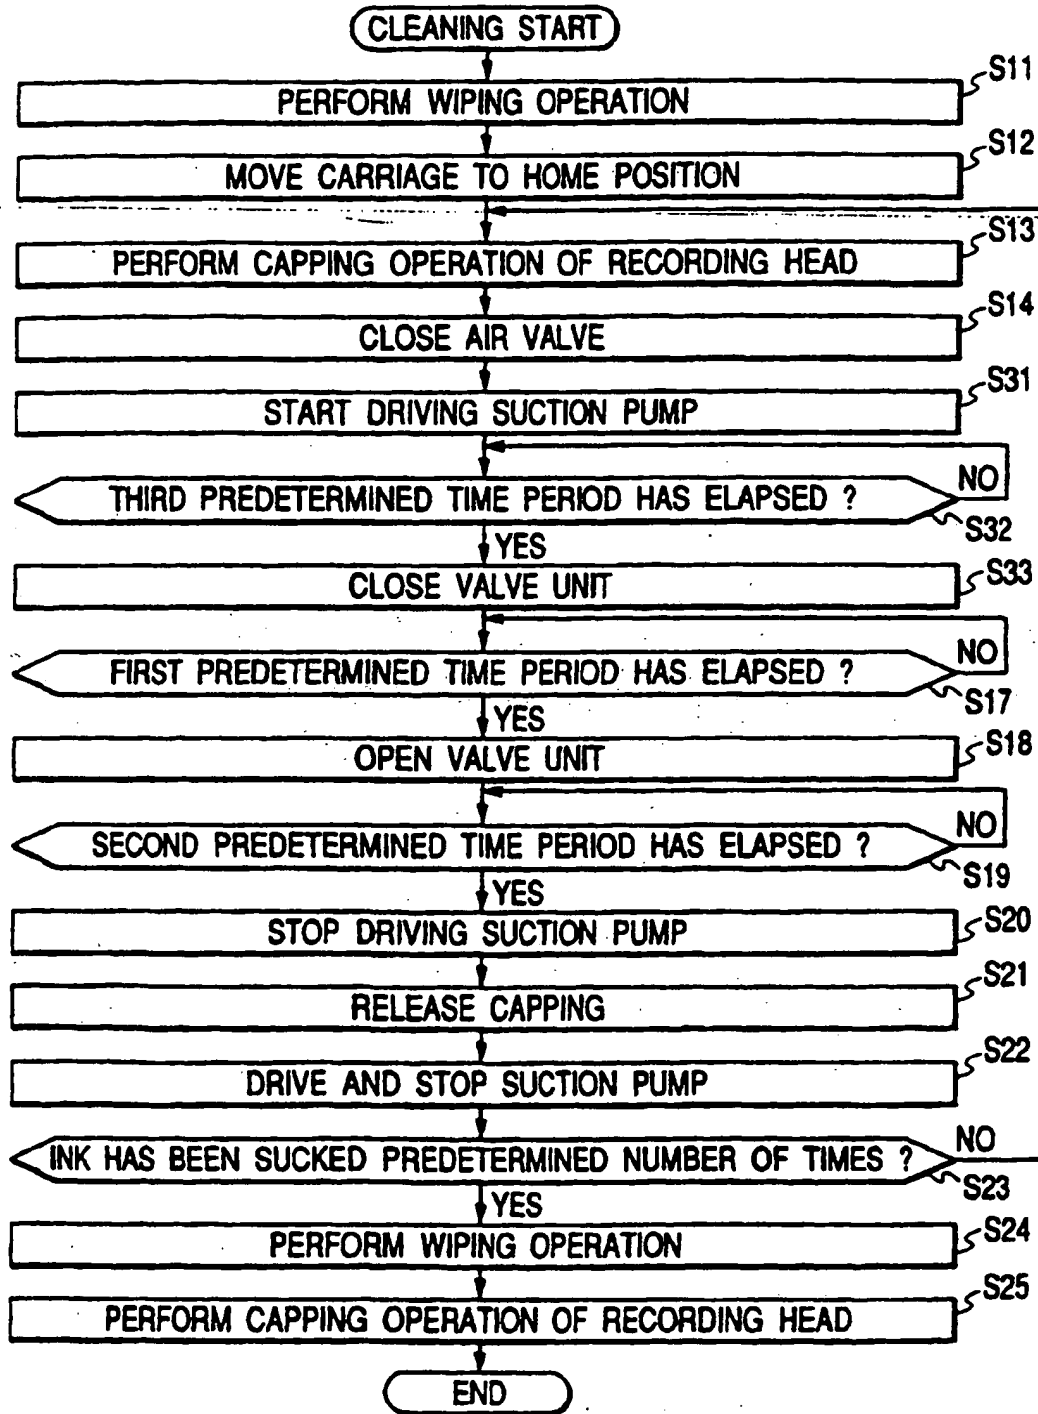 CLEANING START
S11
PERFORM WIPING OPERATION
S12
MOVE CARRIAGE TO HOME POSITION
S13
PERFORM CAPPING OPERATION OF RECORDING HEAD
S14
CLOSE AIR VALVE
S31
START DRIVING SUCTION PUMP
NO
THIRD PREDETERMINED TIME PERIOD HAS ELAPSED ?
S32
YES
S33
CLOSE VALVE UNIT
NO
FIRST PREDETERMINED TIME PERIOD HAS ELAPSED ?
S17
YES
S18
OPEN VALVE UNIT
NO
SECOND PREDETERMINED TIME PERIOD HAS ELAPSED ?
S19
YES
S20
STOP DRIVING SUCTION PUMP
S21
RELEASE CAPPING
S22
DRIVE AND STOP SUCTION PUMP
NO
INK HAS BEEN SUCKED PREDETERMINED NUMBER OF TIMES ?
S23
YES
S24
PERFORM WIPING OPERATION
S25
PERFORM CAPPING OPERATION OF RECORDING HEAD
END